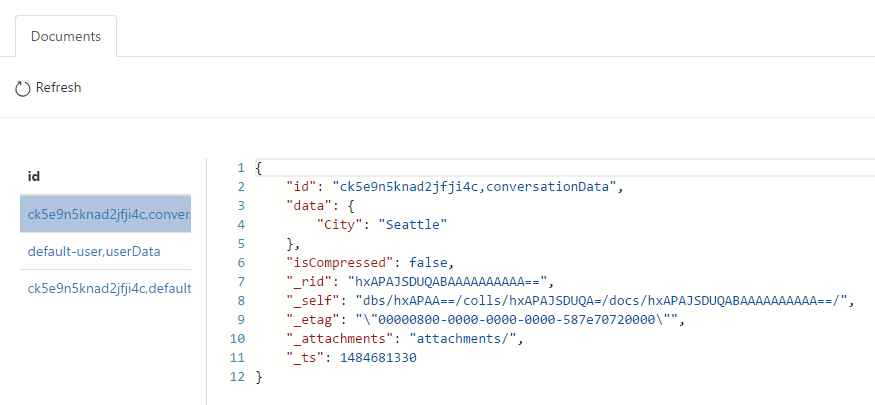 Documents
Refresh
id
ck5e9n5knad2jfji4c,conver
default-user,userData
ck5e9n5knad2jfji4c,default
1 {
2 "id": "ck5e9n5knad2jfji4c,conversationData",
3 "data": {
4 "City": "Seattle"
5 },
6 "isCompressed": false,
7 "_rid": "hxAPAJSDUQABAAAAAAAAAA==",
8 "_self": "dbs/hxAPAA==/colls/hxAPAJSDUQA=/docs/hxAPAJSDUQABAAAAAAAAAA==/",
9 "_etag": "\"00000800-0000-0000-0000-587e70720000\"",
10 "_attachments": "attachments/",
11 "_ts": 1484681330
12 }